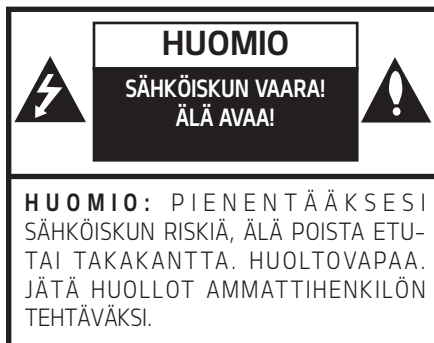 HUOMIO
SÄHKÖISKUN VAARA!
ÄLÄ AVAA!
HUOMIO: PIENENTÄÄKSESI
SÄHKÖISKUN RISKIÄ, ÄLÄ POISTA ETU-
TAI TAKAKANTTA. HUOLTOVAPAA.
JÄTÄ HUOLLOT AMMATTIHENKILÖN
TEHTÄVÄKSI.